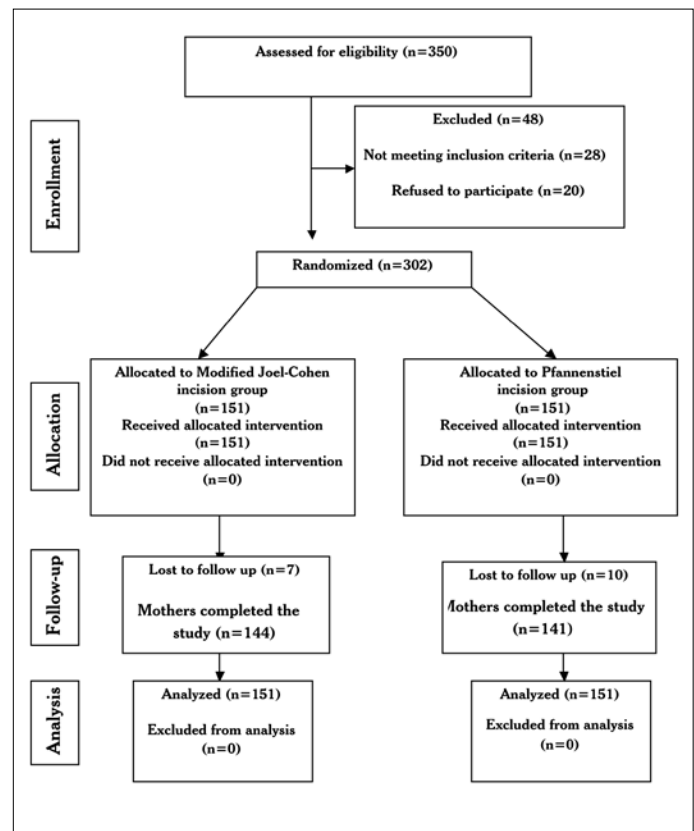 Assessed for eligibility (n=350)
Enrollment
Excluded (n=48)
Not meeting inclusion criteria (n=28)
Refused to participate (n=20)
Randomized (n=302)
Allocation
Allocated to Modified Joel-Cohen
incision group
(n=151)
Received allocated intervention
(n=151)
Did not receive allocated intervention
(n=0)
Allocated to Pfannenstiel
incision group
(n=151)
Received allocated intervention
(n=151)
Did not receive allocated intervention
(n=0)
Follow-up
Lost to follow up (n=7)
Mothers completed the
study (n=144)
Lost to follow up (n=10)
Mothers completed the study
(n=141)
Analysis
Analyzed (n=151)
Excluded from analysis
(n=0)
Analyzed (n=151)
Excluded from analysis
(n=0)